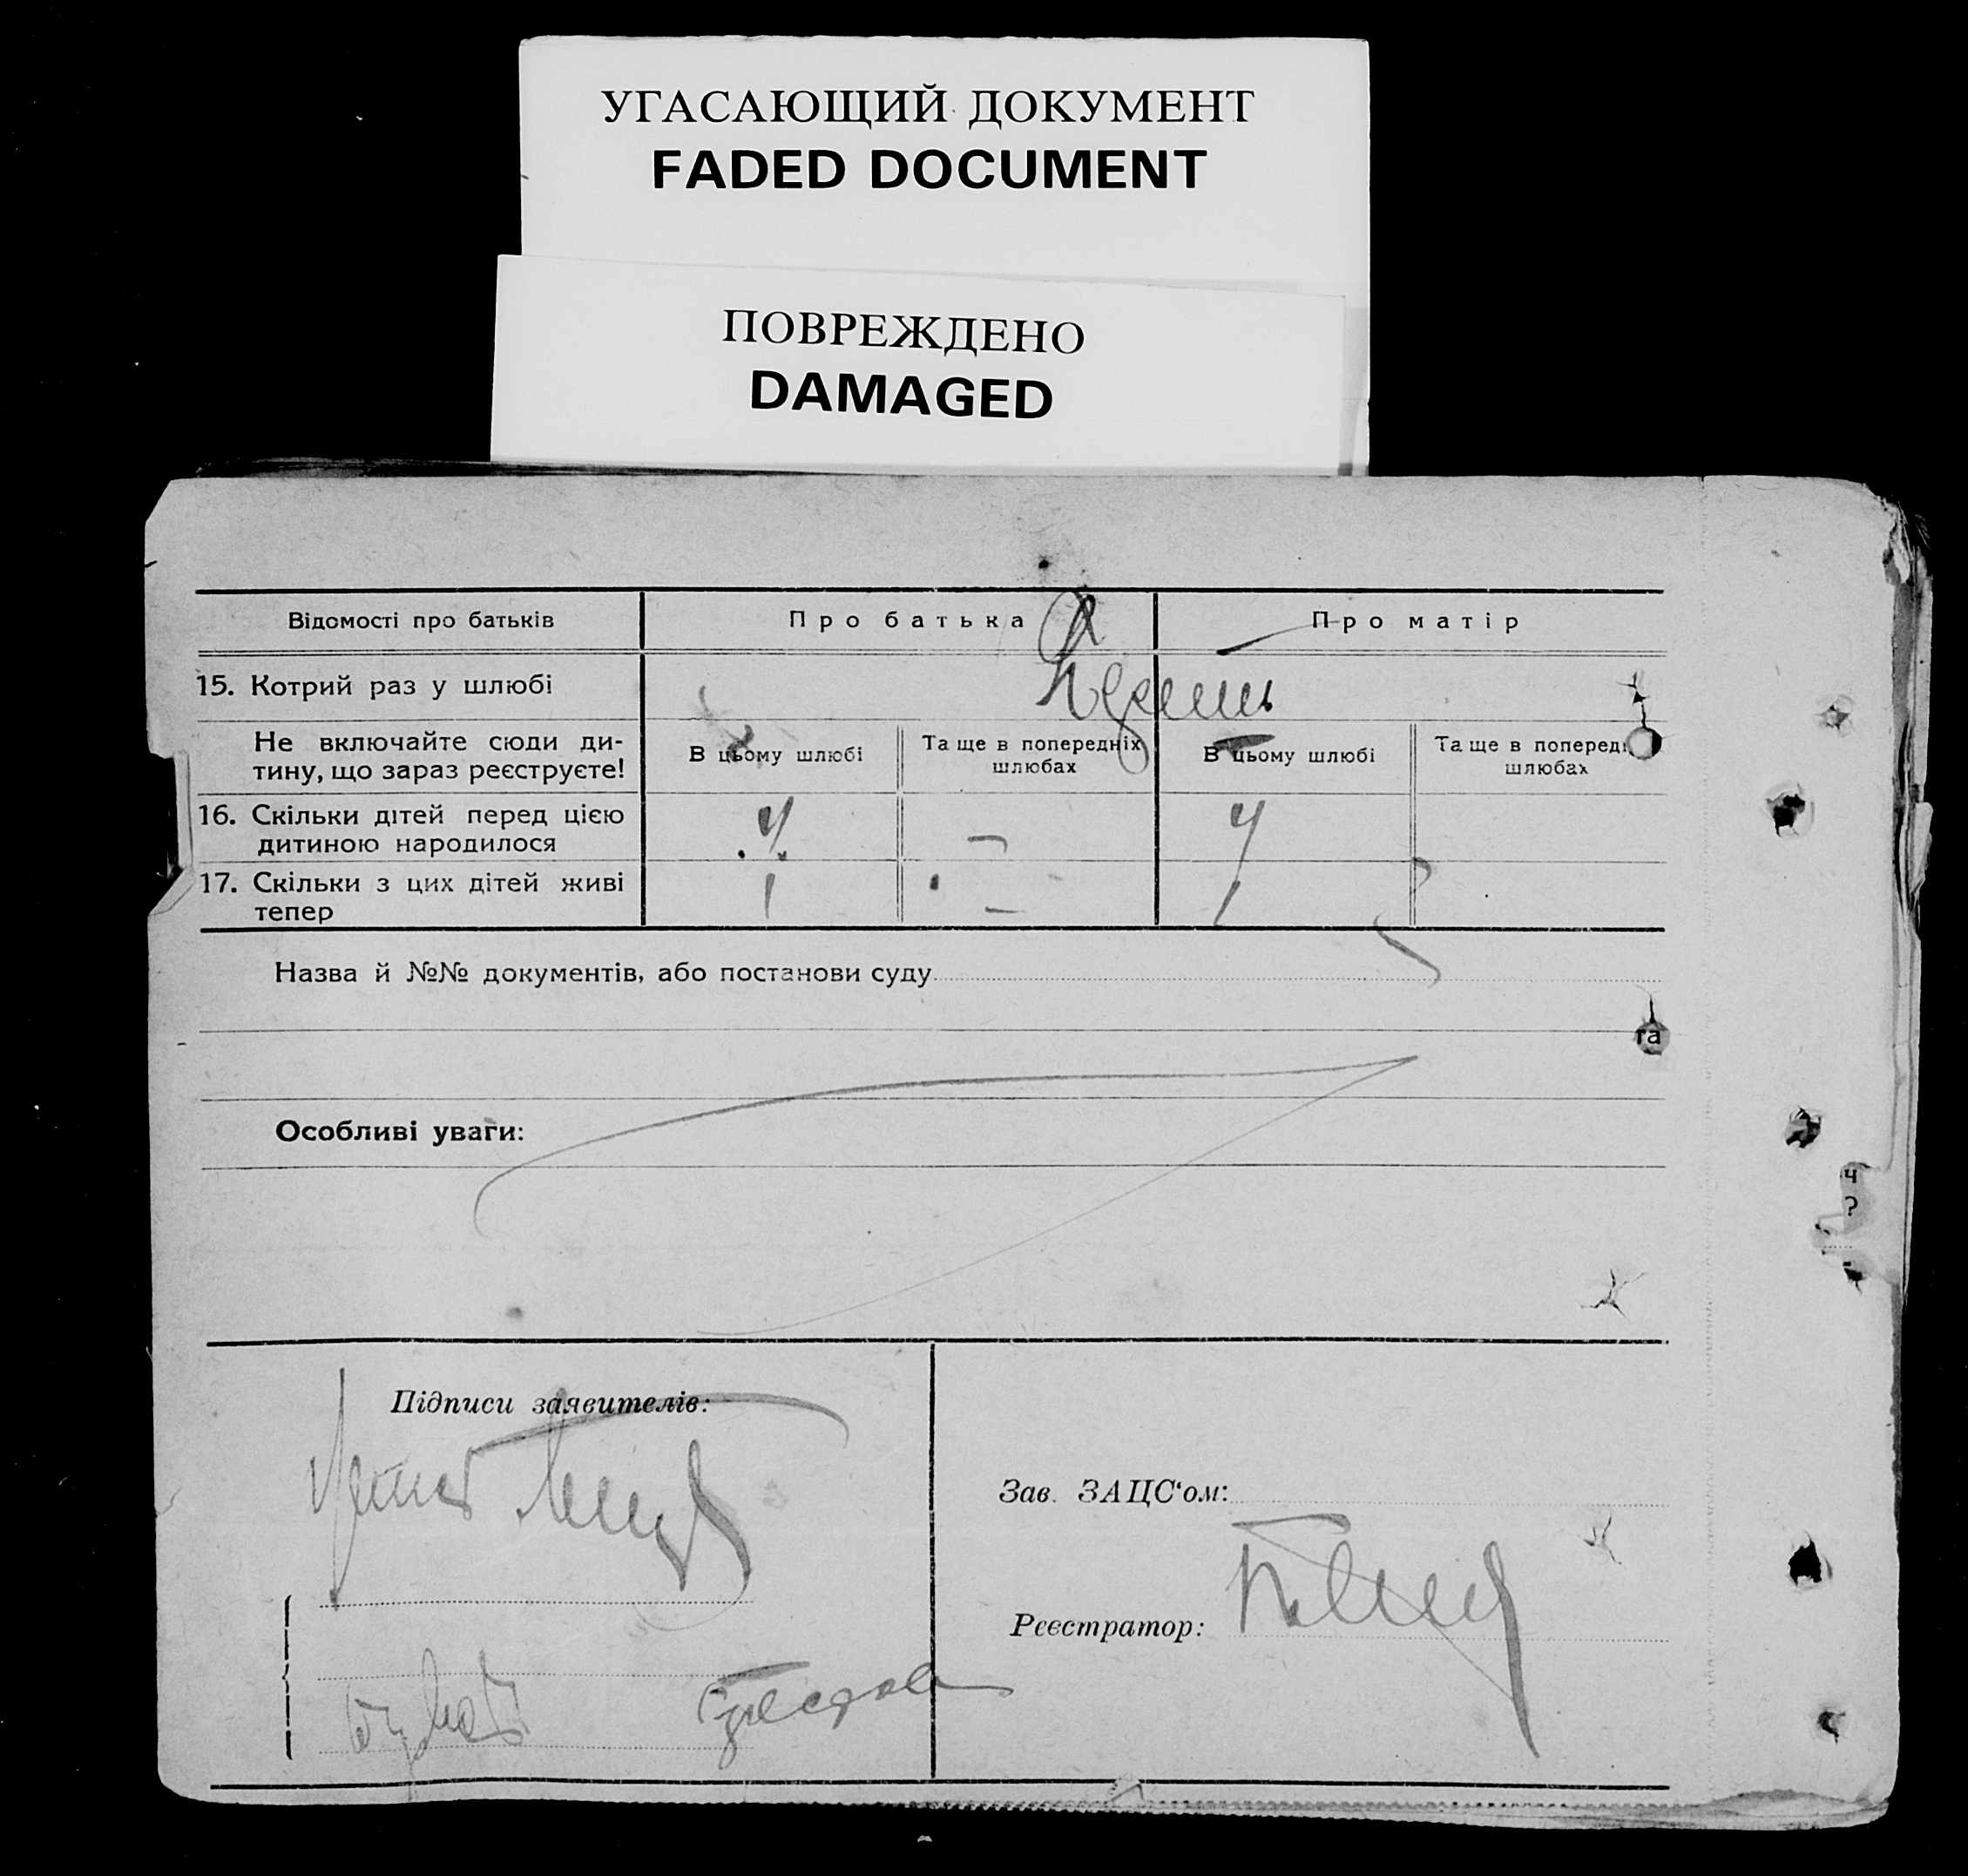 УГАСАЮЩИЙ ДОКУМЕНТ
FADED DOCUMENT
ПОВРЕЖДЕНО
DAMAGED
Відомості про батьків Про батька Про матір
15. Котрий раз у шлюбі
Не включайте сюди ди-
тину, що зараз реєструєте!
В цьому шлюбі
Та ще в попередніх
шлюбах
В цьому шлюбі
Та ще в поперед
шлюбах
16. Скільки дітей перед цією
дитиною народилося
4 – 4
17. Скільки з цих дітей живі
тепер
1 – 1
Назва й №№ документів, або постанови суду
та
Особливі уваги:
ч
?
Підписи заявителів:
Зав. ЗАЦС‘ом:
Реєстратор: